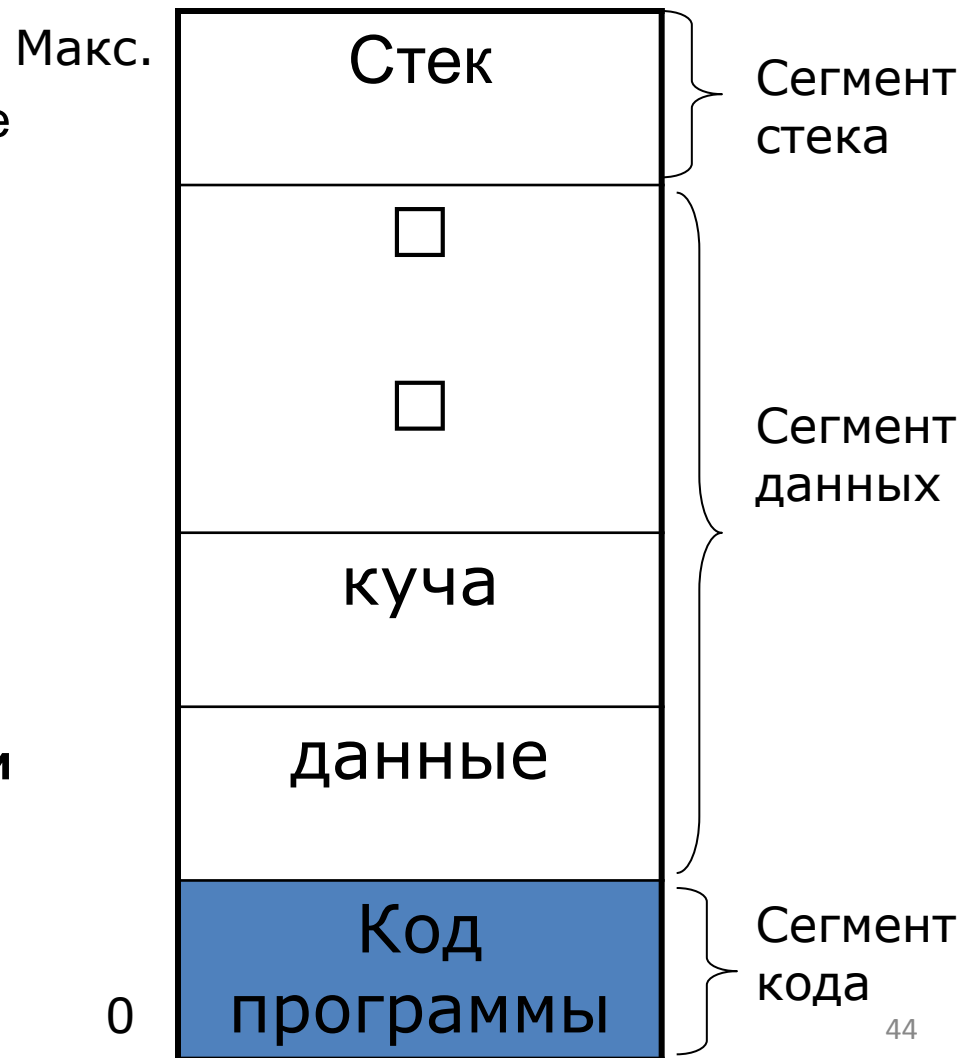 Макс.
Стек
Сегмент
стека
е
□
□
Сегмент
данных
куча
данные
и
Код
программы
Сегмент
кода
0
44